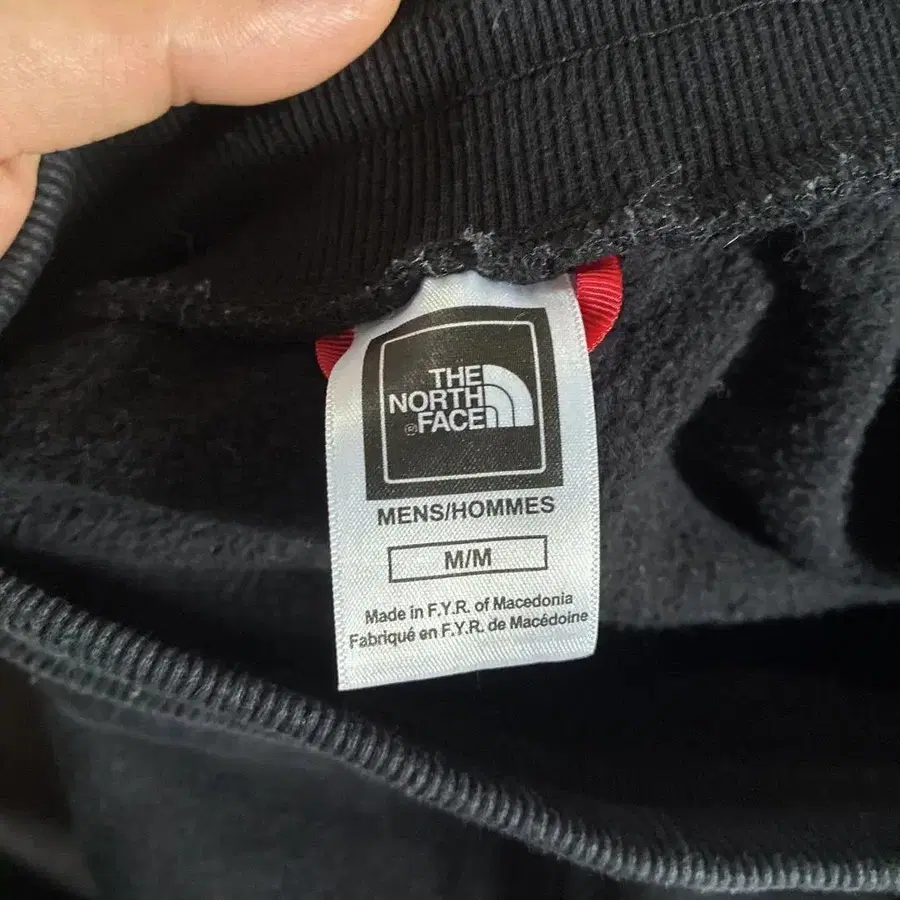 THE
NORTH
®FACE
MENS/HOMMES
M/M
Made in F.Y.R. of Macedonia
Fabriqué en F.Y.R. de Macédoine